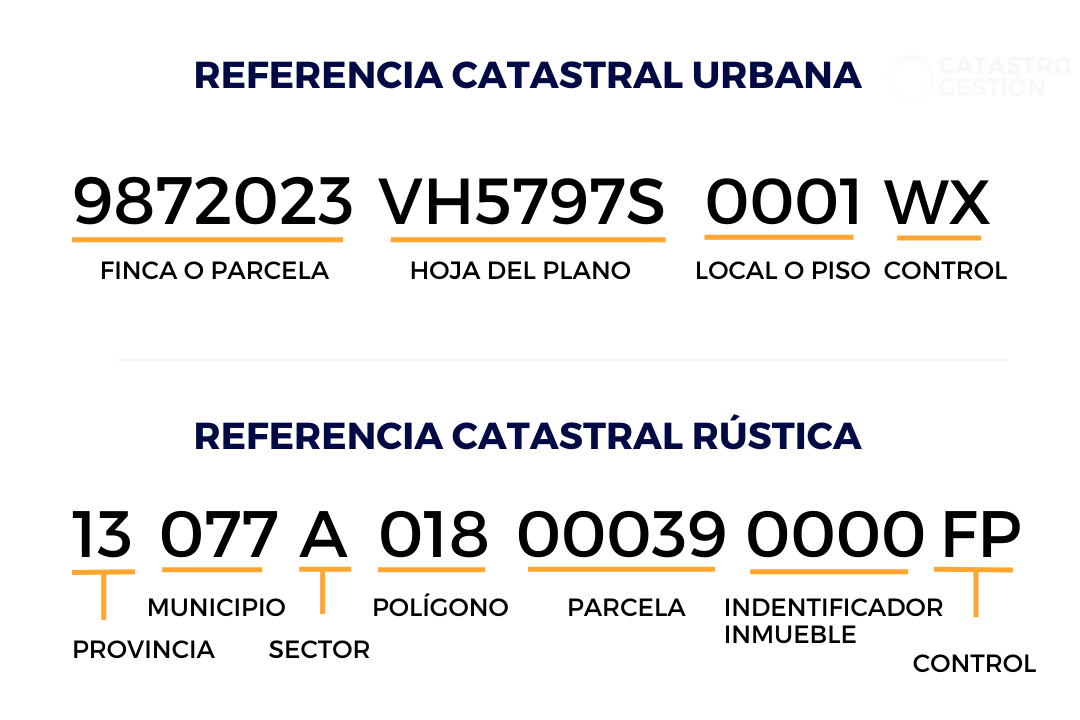 REFERENCIA CATASTRAL URBANA
CATASTRO
GESTIÓN
9872023 VH5797S 0001 WX
FINCA O PARCELA HOJA DEL PLANO LOCAL O PISO CONTROL
REFERENCIA CATASTRAL RÚSTICA
13 077 A 018 00039 0000 FP
MUNICIPIO POLÍGONO PARCELA INDENTIFICADOR
INMUEBLE
PROVINCIA SECTOR
CONTROL